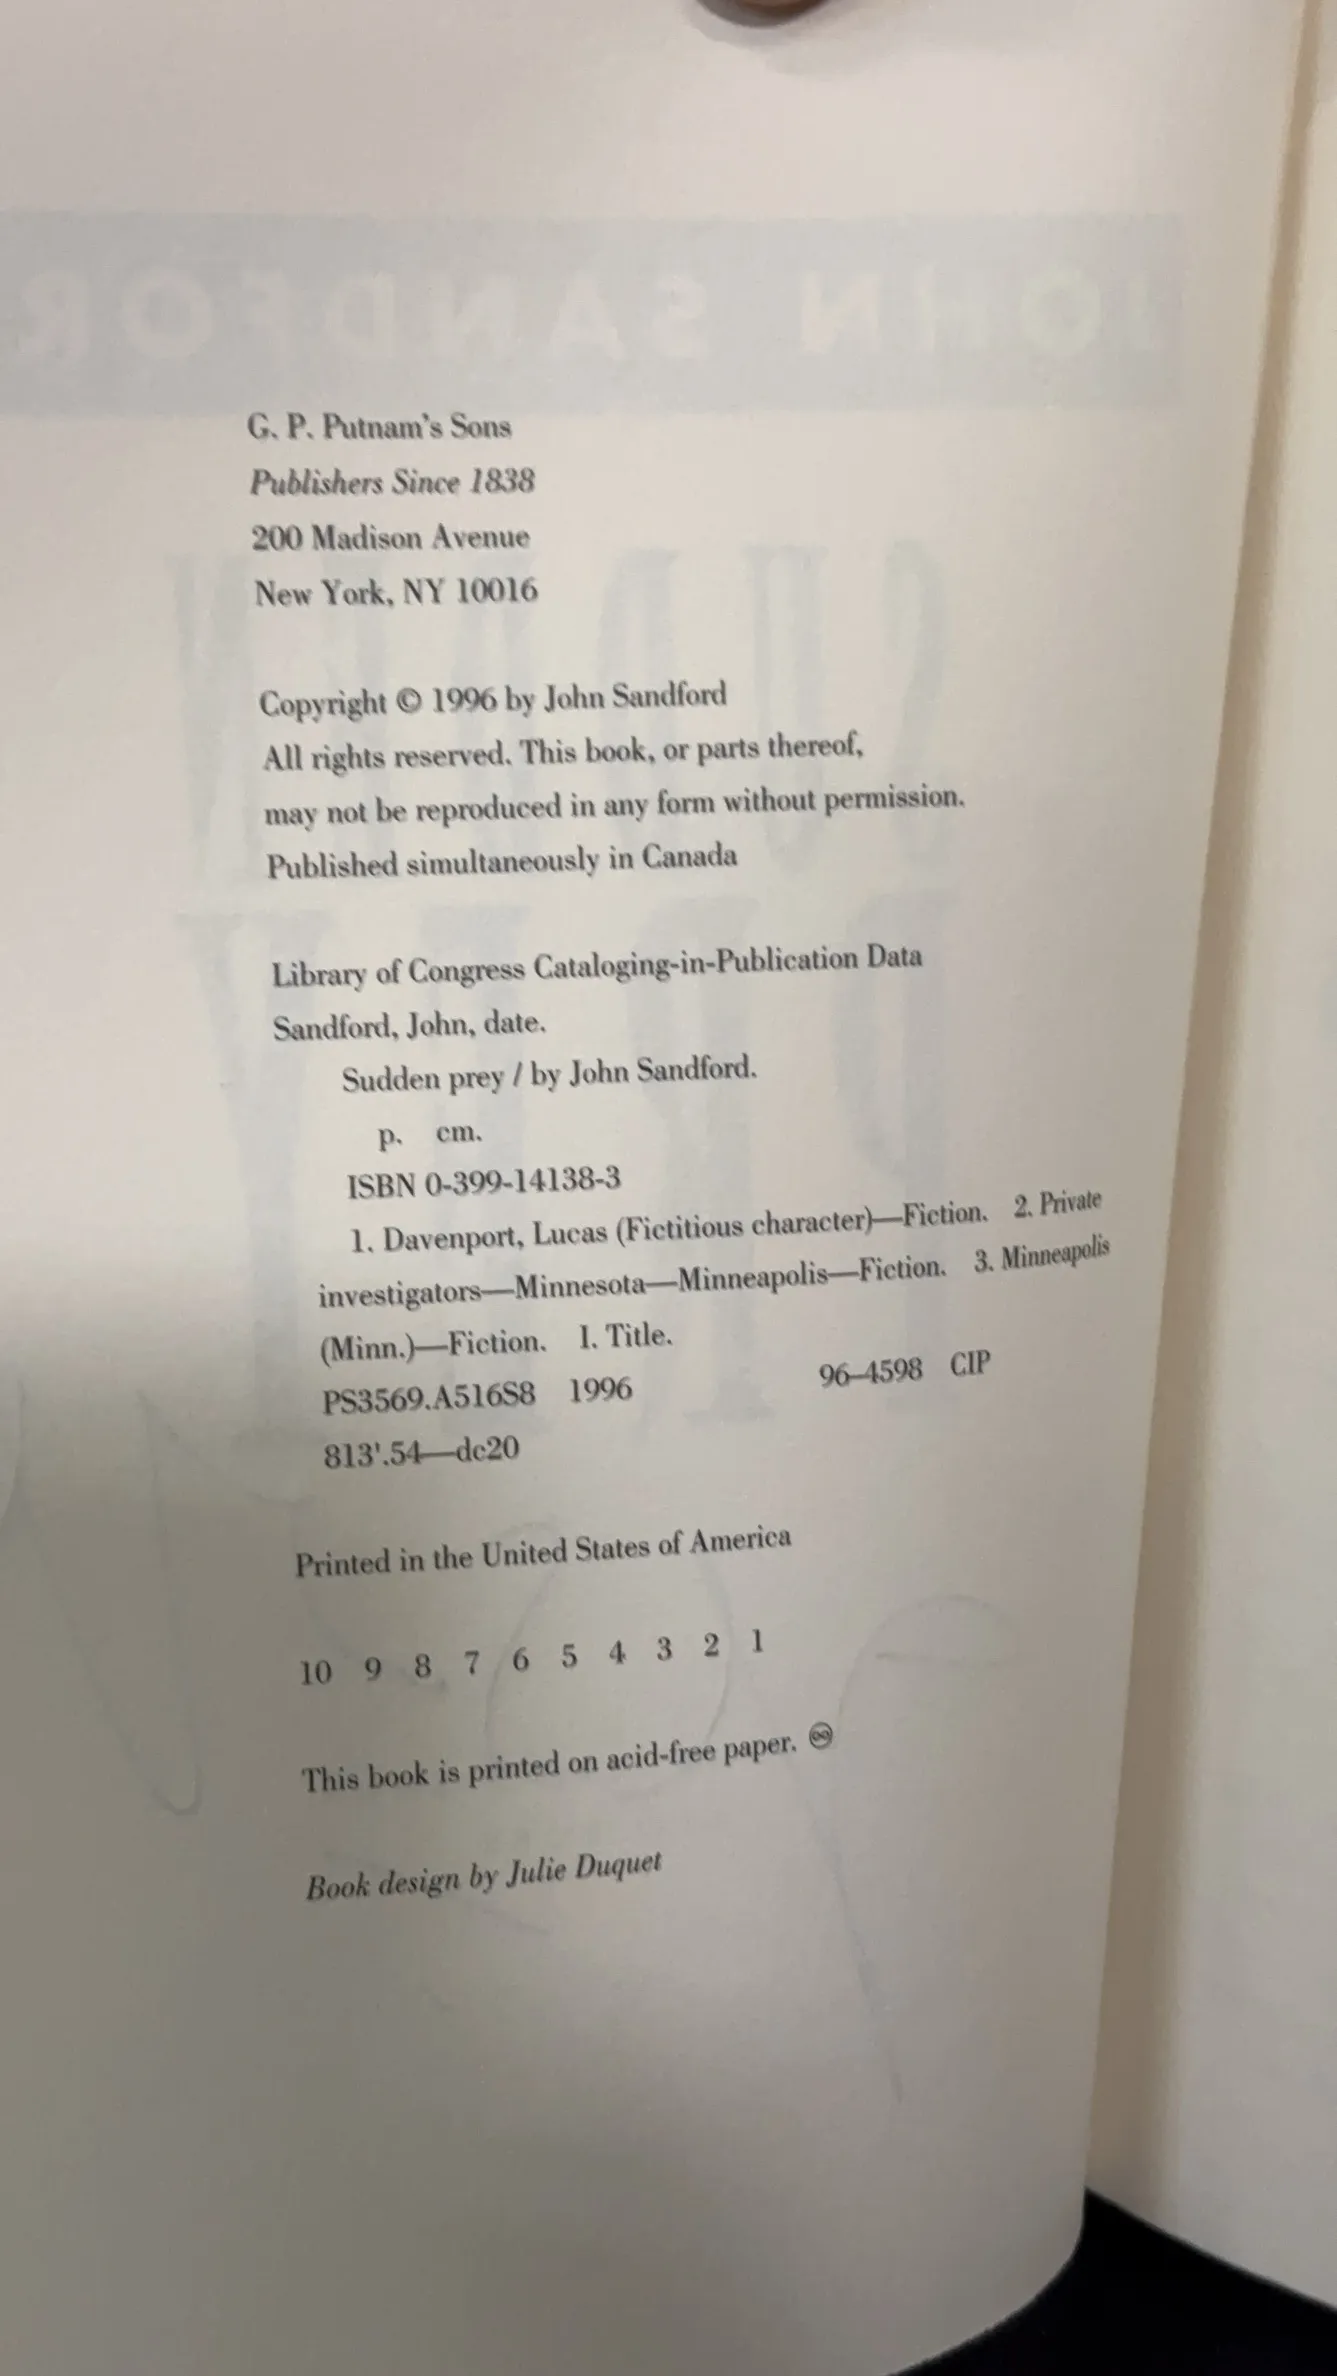 JOHN SANDFOR
SUDDEN
PREY
G. P. Putnam's Sons
Publishers Since 1838
200 Madison Avenue
New York, NY 10016
Copyright © 1996 by John Sandford
All rights reserved. This book, or parts thereof,
may not be reproduced in any form without permission.
Published simultaneously in Canada
Library of Congress Cataloging-in-Publication Data
Sandford, John, date.
Sudden prey / by John Sandford.
p. cm.
ISBN 0-399-14138-3
1. Davenport, Lucas (Fictitious character)—Fiction. 2. Private
investigators—Minnesota—Minneapolis—Fiction. 3. Minneapolis
(Minn.)—Fiction. I. Title.
PS3569.A516S8 1996 96–4598 CIP
813'.54—dc20
Printed in the United States of America
10 9 8 7 6 5 4 3 2 1
This book is printed on acid-free paper. ♾
Book design by Julie Duquet